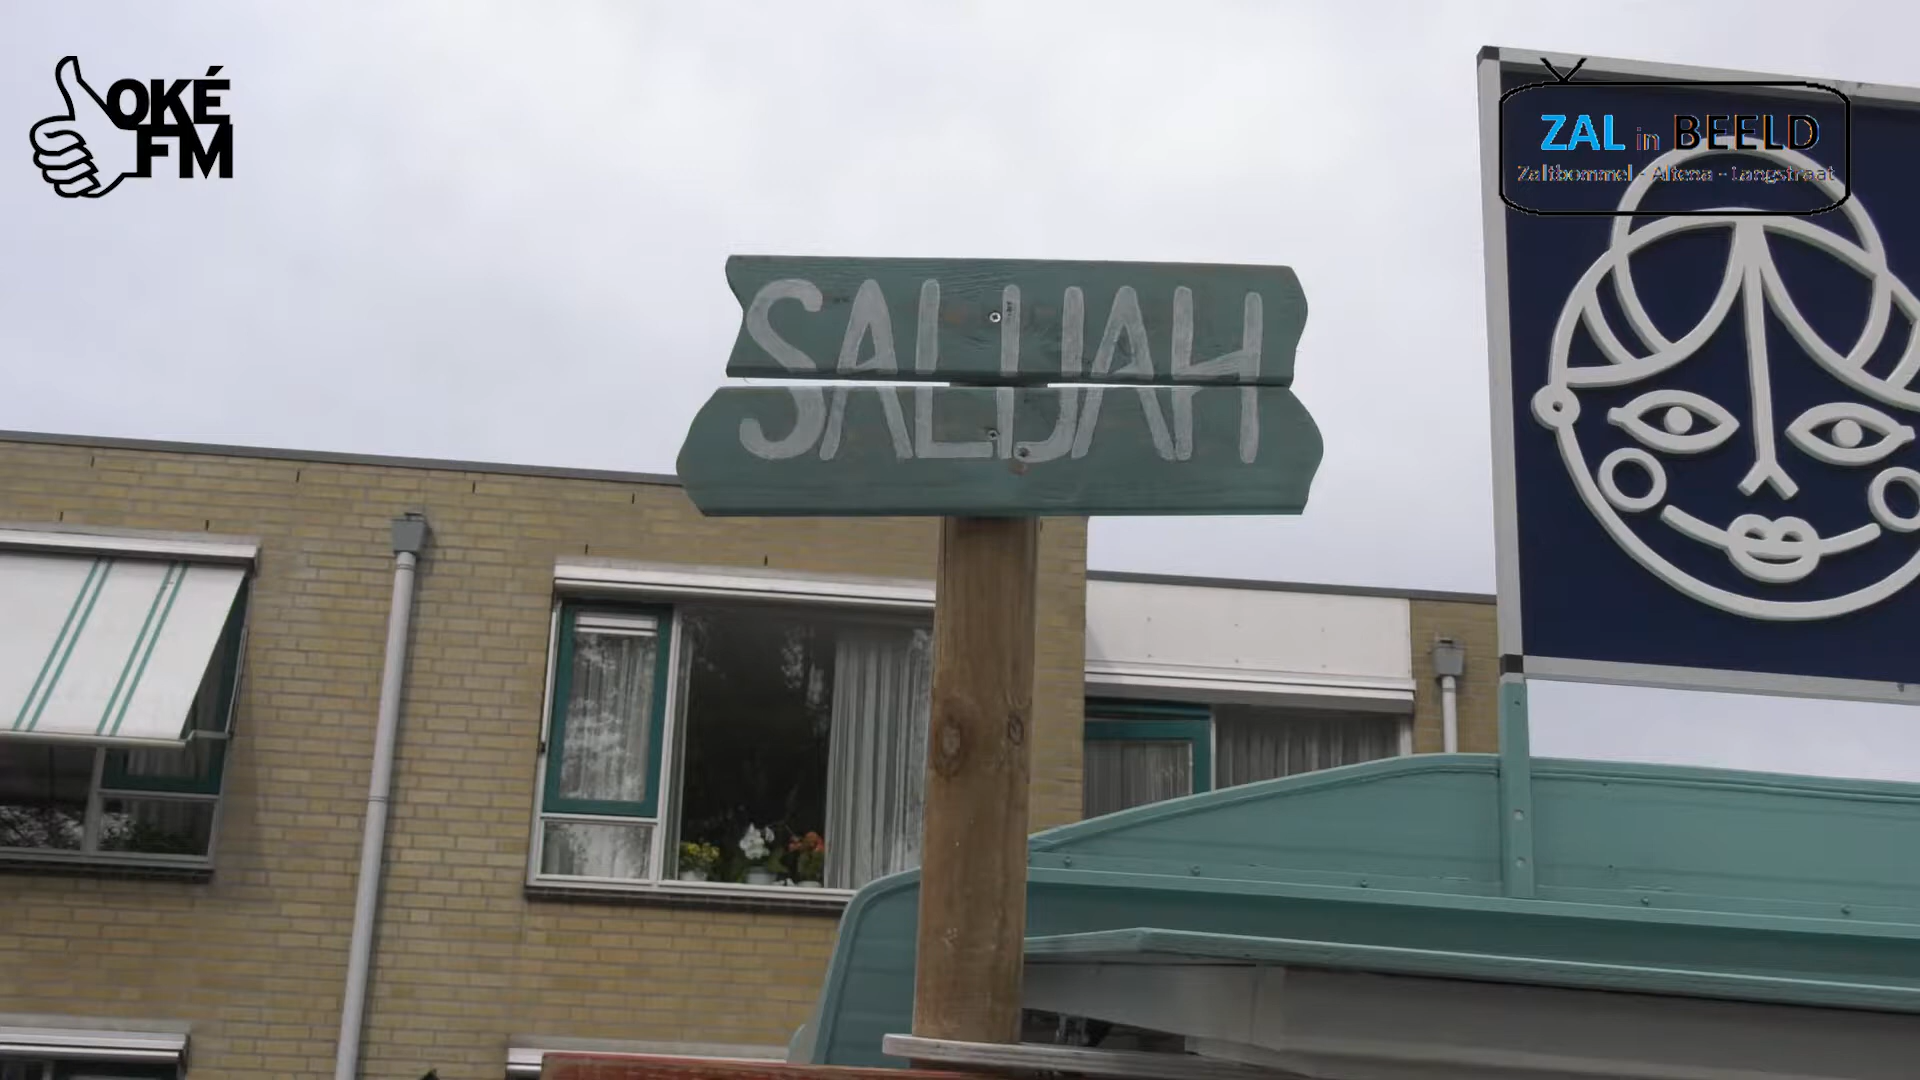 OKÉ
FM
ZAL in BEELD
Zaltbommel - Altena - Langstraat
SALIJAH